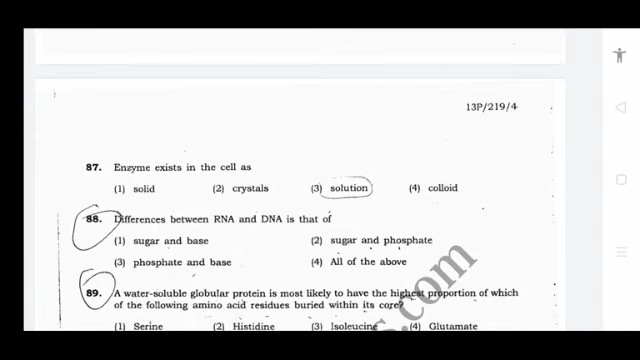 13P/219/4
87. Enzyme exists in the cell as
(1) solid (2) crystals (3) solution (4) colloid
88. Differences between RNA and DNA is that of
(1) sugar and base (2) sugar and phosphate
(3) phosphate and base (4) All of the above
89. A water-soluble globular protein is most likely to have the highest proportion of which
of the following amino acid residues buried within its core?
(1) Serine (2) Histidine (3) Isoleucine (4) Glutamate
s.com